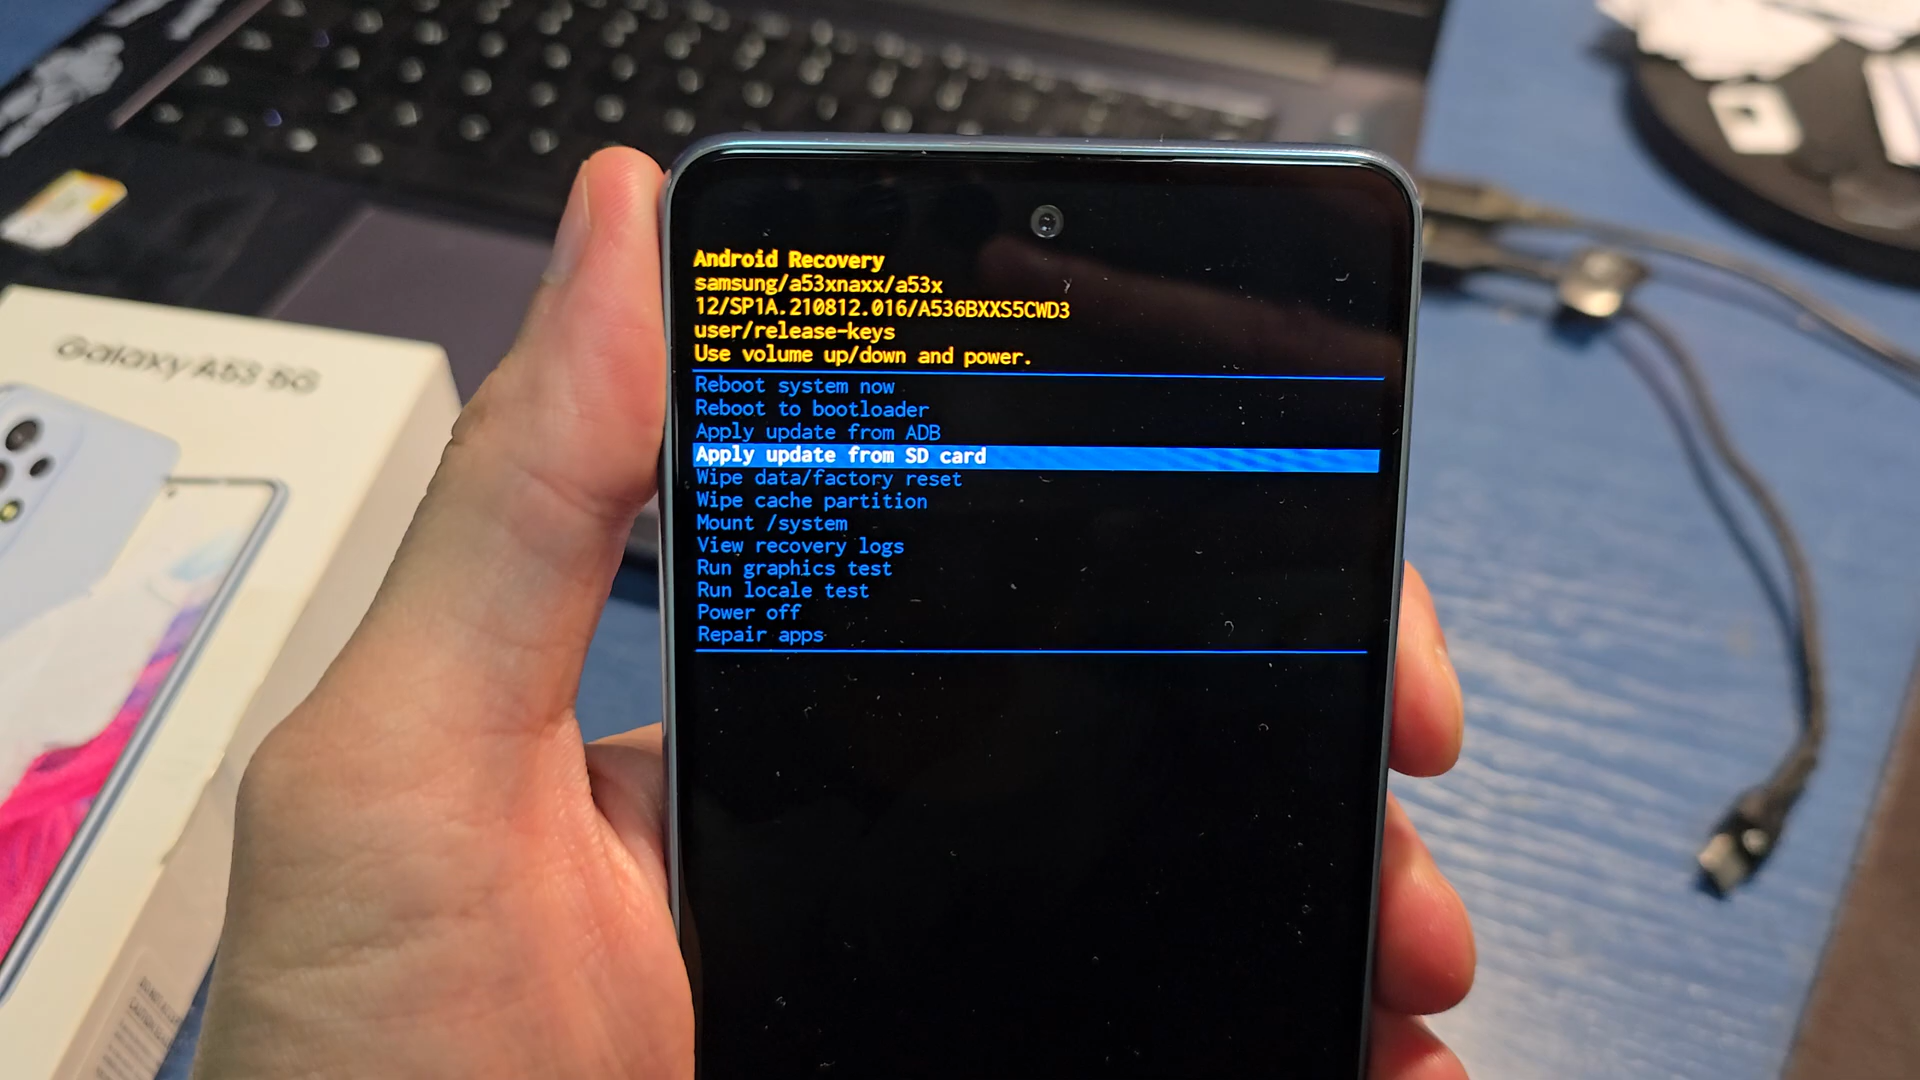 Galaxy A53 5G
Android Recovery
samsung/a53xnaxx/a53x
12/SP1A.210812.016/A536BXXS5CWD3
user/release-keys
Use volume up/down and power.
Reboot system now
Reboot to bootloader
Apply update from ADB
Apply update from SD card
Wipe data/factory reset
Wipe cache partition
Mount /system
View recovery logs
Run graphics test
Run locale test
Power off
Repair apps